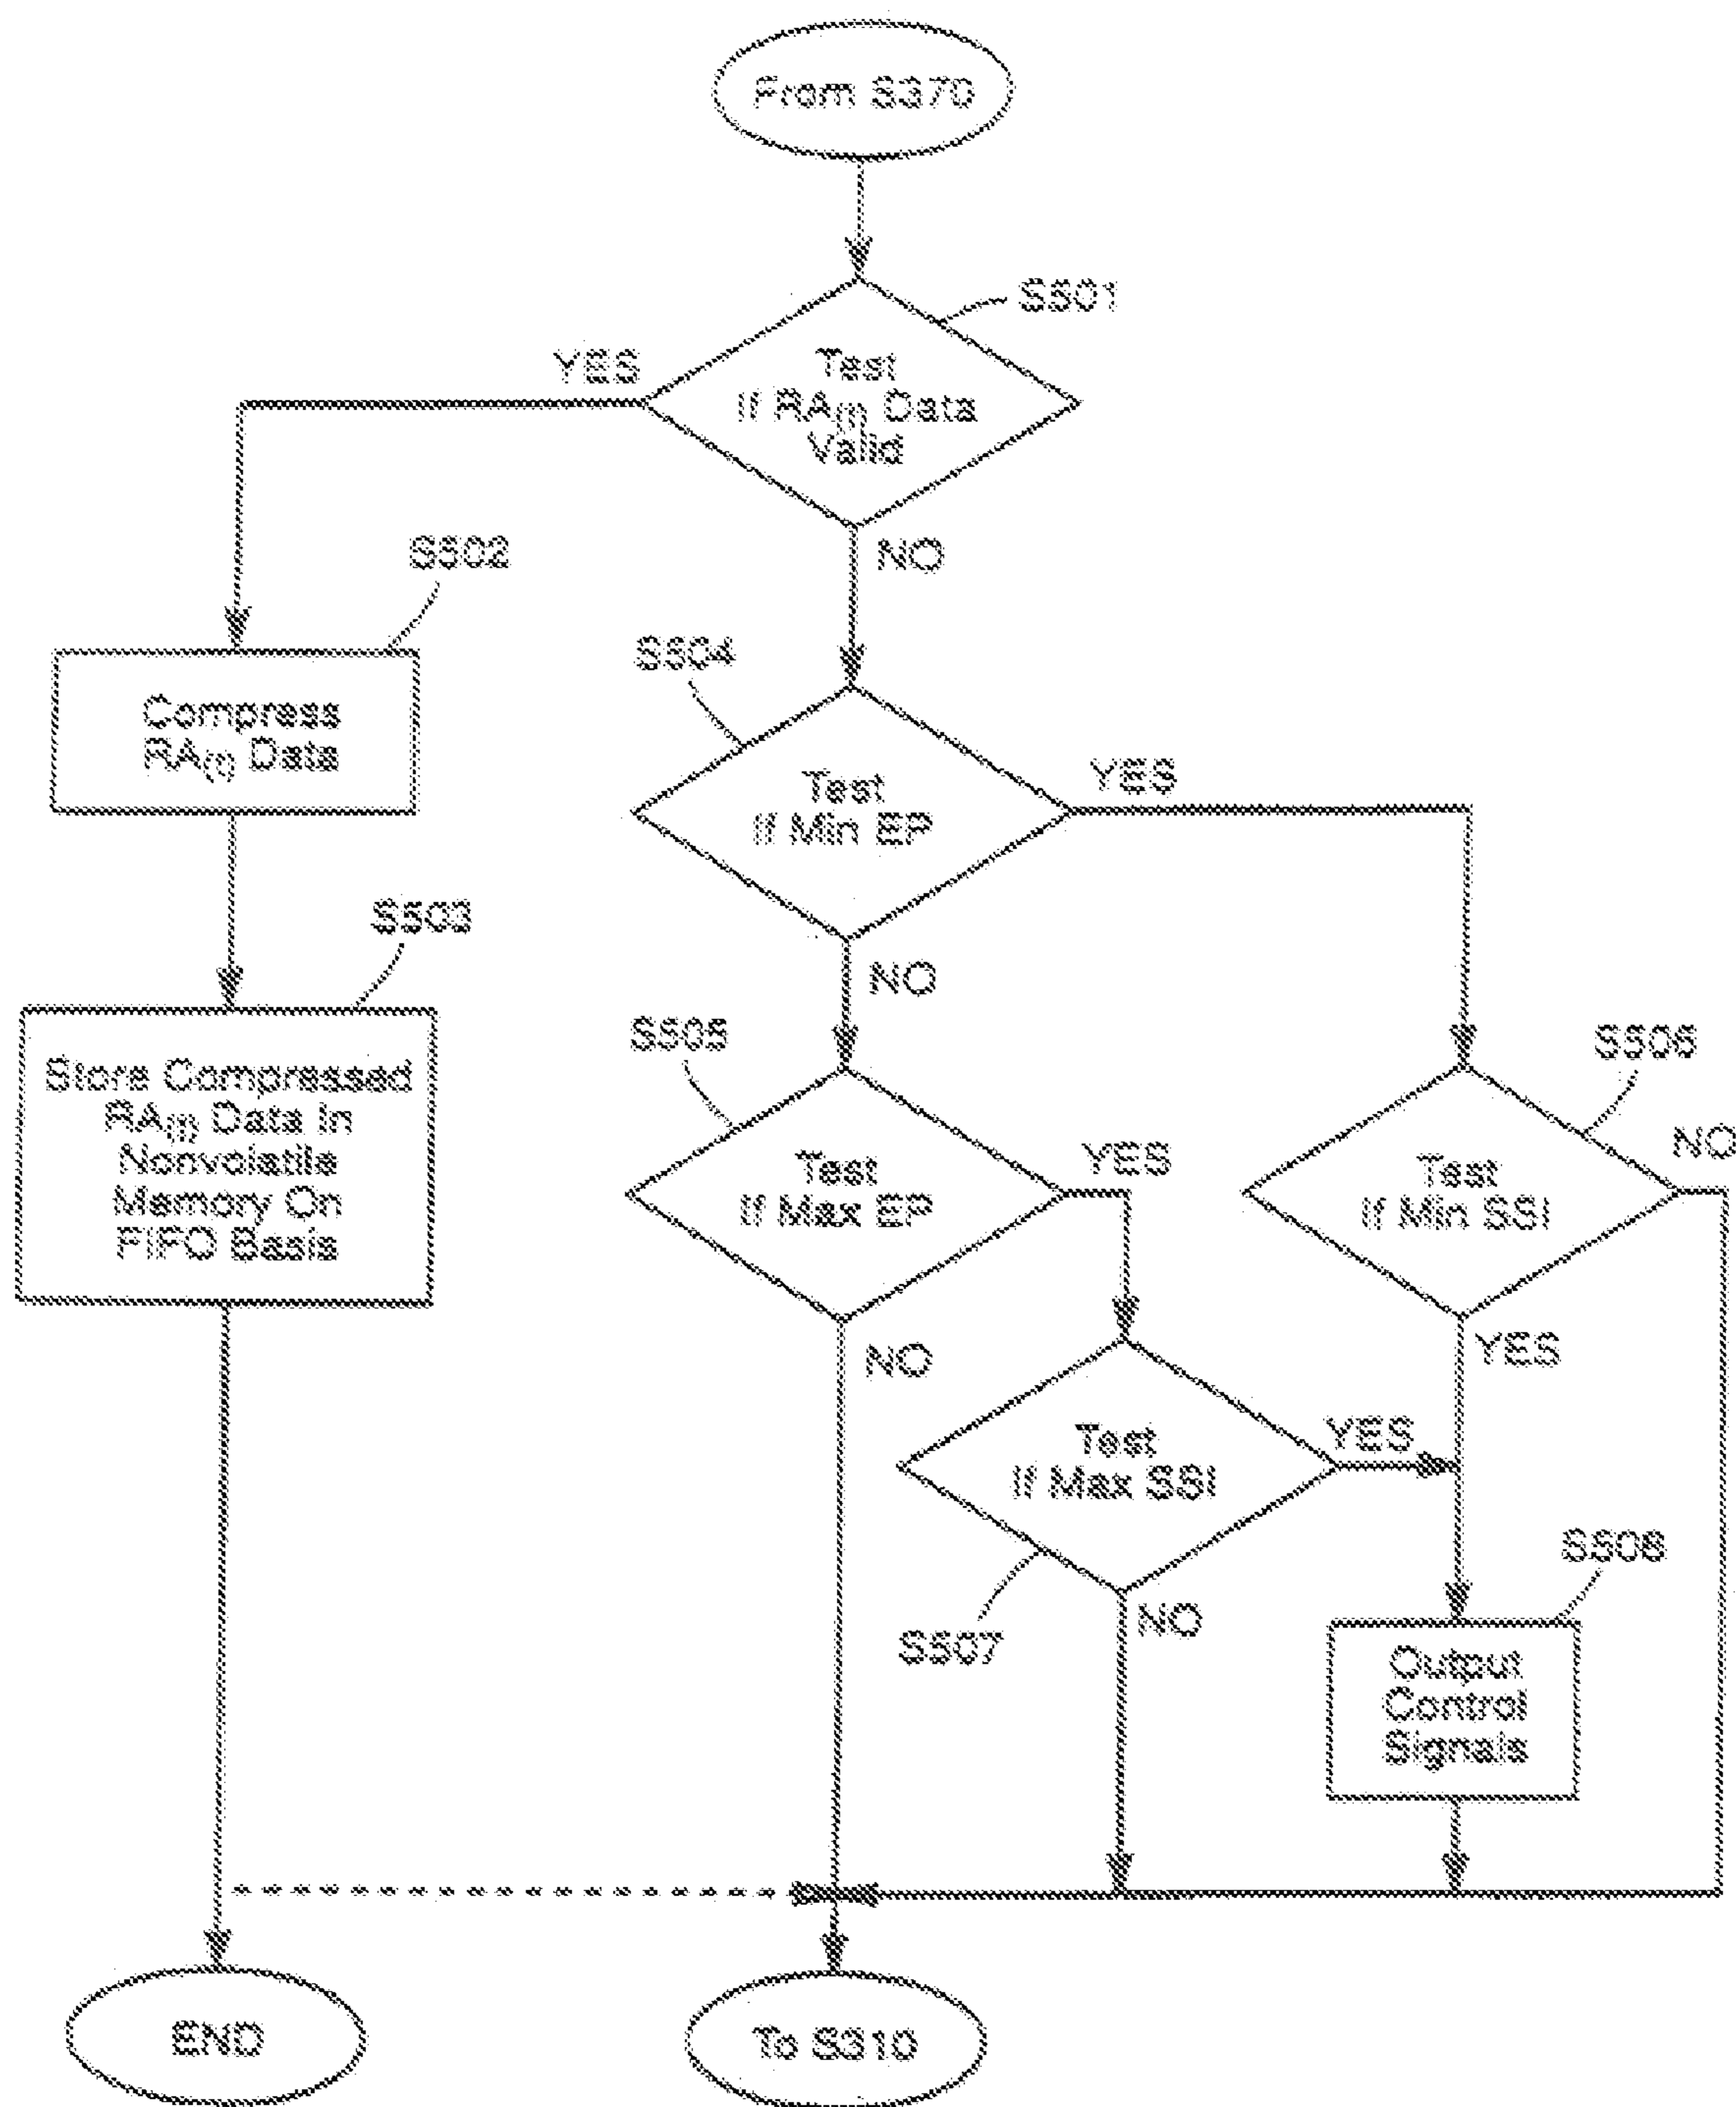 From S370
S501
YES
Test
If RA(t) Data
Valid
NO
S502
Compress
RA(t) Data
S504
Test
If Min EP
YES
NO
S503
Store Compressed
RA(t) Data In
Nonvolatile
Memory On
FIFO Basis
S505
Test
If Max EP
YES
NO
S506
Test
If Min SSI
NO
YES
Test
If Max SSI
YES
S507
NO
S508
Output
Control
Signals
END
To S310